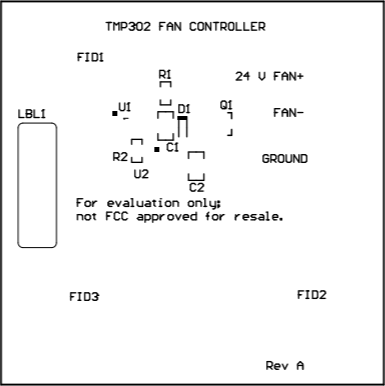 TMP302 FAN CONTROLLER
FID1
R1
24 V FAN+
LBL1
U1
D1
Q1
FAN-
R2
C1
GROUND
U2
C2
For evaluation only;
not FCC approved for resale.
FID3
FID2
Rev A